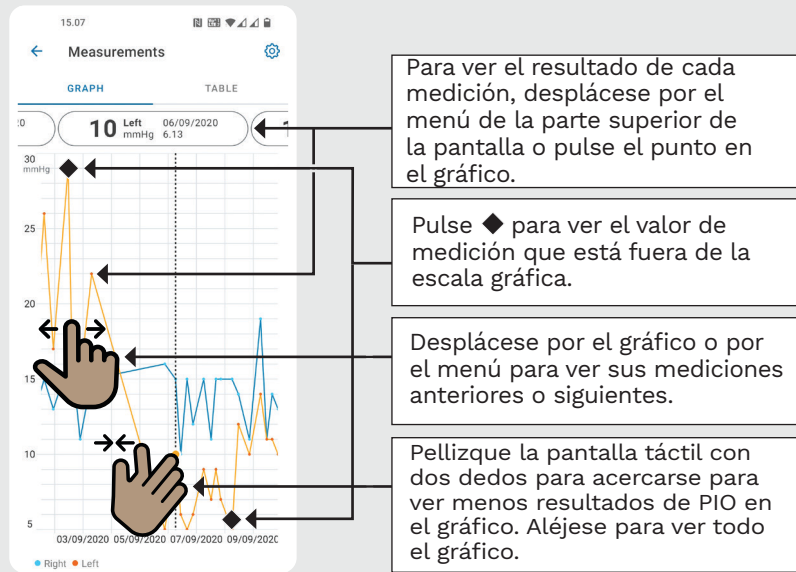 15.07
Measurements
GRAPH TABLE
10 Left mmHg 06/09/2020 6.13
30
mmHg
25
20
15
10
5
03/09/2020 05/09/2020 07/09/2020 09/09/202
Right Left
Para ver el resultado de cada
medición, desplácese por el
menú de la parte superior de
la pantalla o pulse el punto en
el gráfico.
Pulse ◆ para ver el valor de
medición que está fuera de la
escala gráfica.
Desplácese por el gráfico o por
el menú para ver sus mediciones
anteriores o siguientes.
Pellizque la pantalla táctil con
dos dedos para acercarse para
ver menos resultados de PIO en
el gráfico. Aléjese para ver todo
el gráfico.